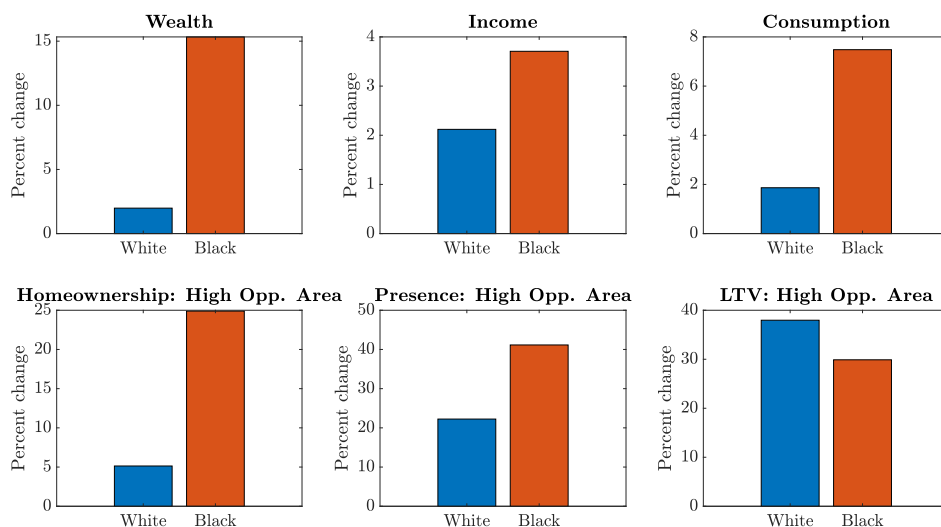 Wealth
Percent change
15
10
5
0
White Black
Income
Percent change
4
3
2
1
0
White Black
Consumption
Percent change
8
6
4
2
0
White Black
Homeownership: High Opp. Area
Percent change
25
20
15
10
5
0
White Black
Presence: High Opp. Area
Percent change
50
40
30
20
10
0
White Black
LTV: High Opp. Area
Percent change
40
30
20
10
0
White Black